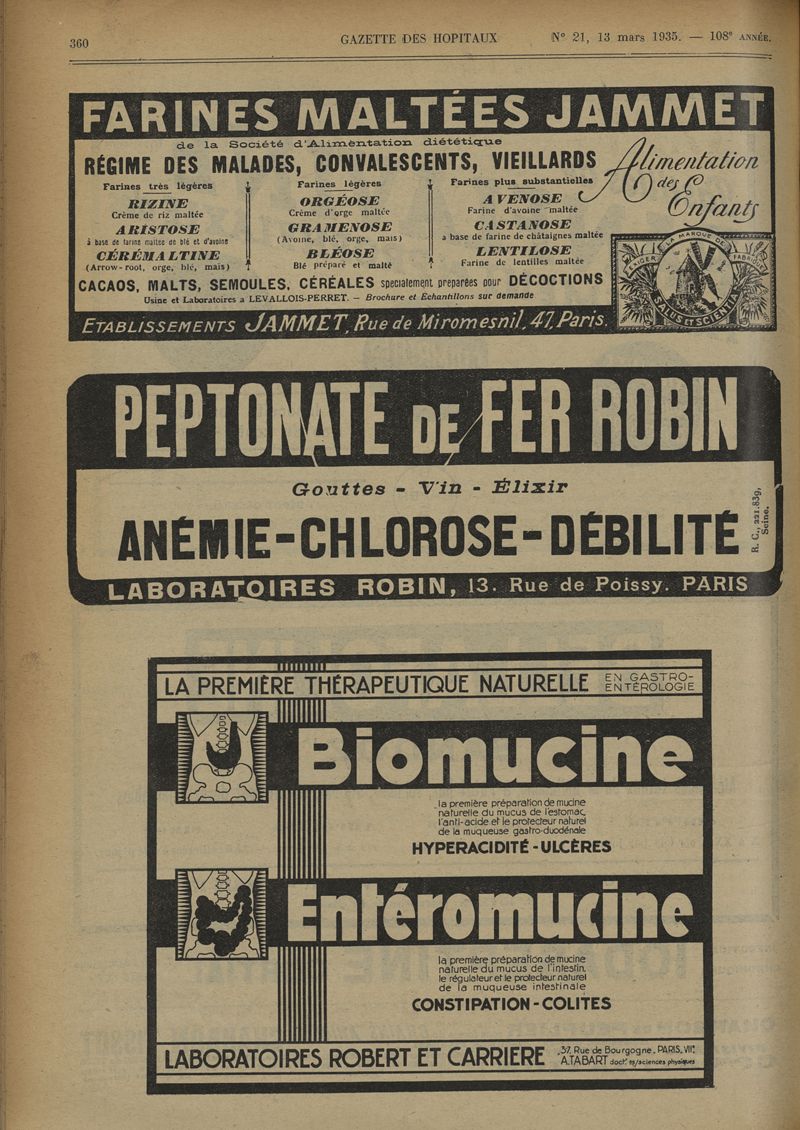 360
GAZETTE DES HOPITAUX
N° 21, 13 mars 1935. — 108e ANNÉE.
FARINES MALTÉES JAMMET
de la Société d'Alimentation diététique
RÉGIME DES MALADES, CONVALESCENTS, VIEILLARDS
Alimentation
des
Enfants
Farines très légères
RIZINE
Crème de riz maltée
ARISTOSE
à base de farine maltée de blé et d'avoine
CÉRÉMALTINE
(Arrow-root, orge, blé, maïs)
Farines légères
ORGÉOSE
Crème d'orge maltée
GRAMENOSE
(Avoine, blé, orge, maïs)
BLÉOSE
Blé préparé et malté
Farines plus substantielles
AVENOSE
Farine d'avoine maltée
CASTANOSE
a base de farine de châtaignes maltée
LENTILOSE
Farine de lentilles maltée
CACAOS, MALTS, SEMOULES, CÉRÉALES spécialement préparées pour DÉCOCTIONS
Usine et Laboratoires a LEVALLOIS-PERRET. – Brochure et Echantillons sur demande
EXIGER LA MARQUE DE FABRIQUE
SALUS ET SCIENTIA
ETABLISSEMENTS JAMMET, Rue de Miromesnil, 47, Paris.
PEPTONATE DE FER ROBIN
Gouttes - Vin - Élixir
ANÉMIE-CHLOROSE-DÉBILITÉ
R. C., 221.839,
Seine.
LABORATOIRES ROBIN, 13. Rue de Poissy. PARIS
LA PREMIÈRE THÉRAPEUTIQUE NATURELLE
EN GASTRO-
ENTÉROLOGIE
Biomucine
la première préparation de mucine
naturelle du mucus de l'estomac,
l'anti-acide et le protecteur naturel
de la muqueuse gastro-duodénale
HYPERACIDITÉ - ULCÈRES
Entéromucine
la première préparation de mucine
naturelle du mucus de l'intestin,
le régulateur et le protecteur naturel
de la muqueuse intestinale
CONSTIPATION - COLITES
LABORATOIRES ROBERT ET CARRIERE
37, Rue de Bourgogne. PARIS. VIIe
A. TABART doct. ès/sciences physiques